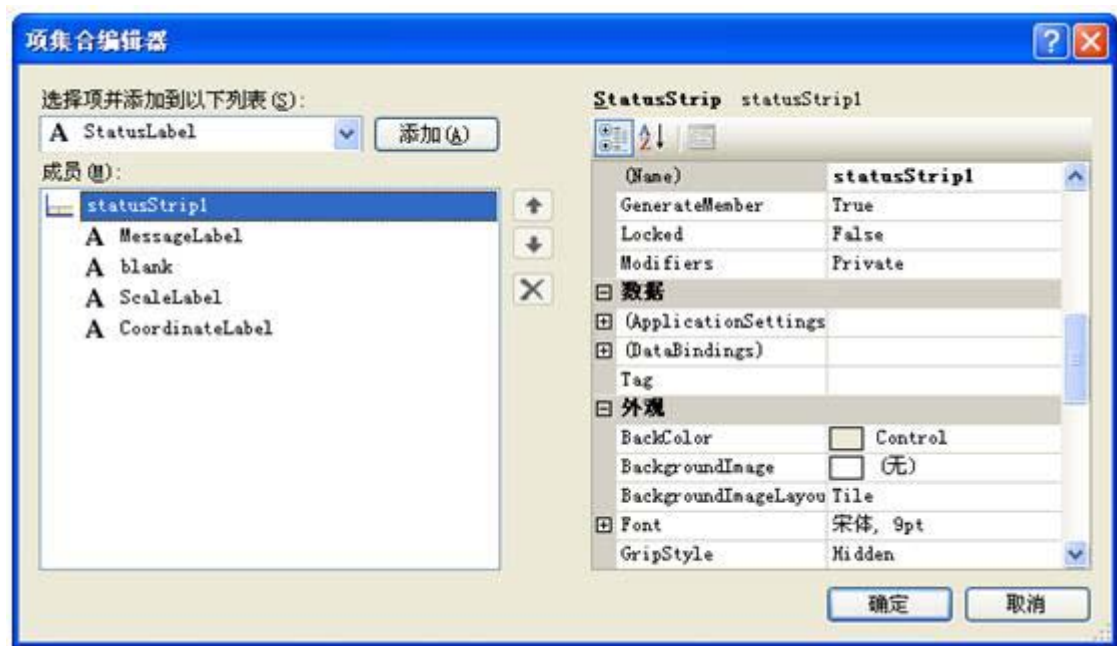 项集合编辑器
选择项并添加到以下列表(S):
StatusLabel
添加(A)
成员(M):
statusStrip1
MessageLabel
blank
ScaleLabel
CoordinateLabel
StatusStrip statusStrip1
(Name) statusStrip1
GenerateMember True
Locked False
Modifiers Private
数据
(ApplicationSettings
(DataBindings)
Tag
外观
BackColor Control
BackgroundImage (无)
BackgroundImageLayou Tile
Font 宋体, 9pt
GripStyle Hidden
确定 取消